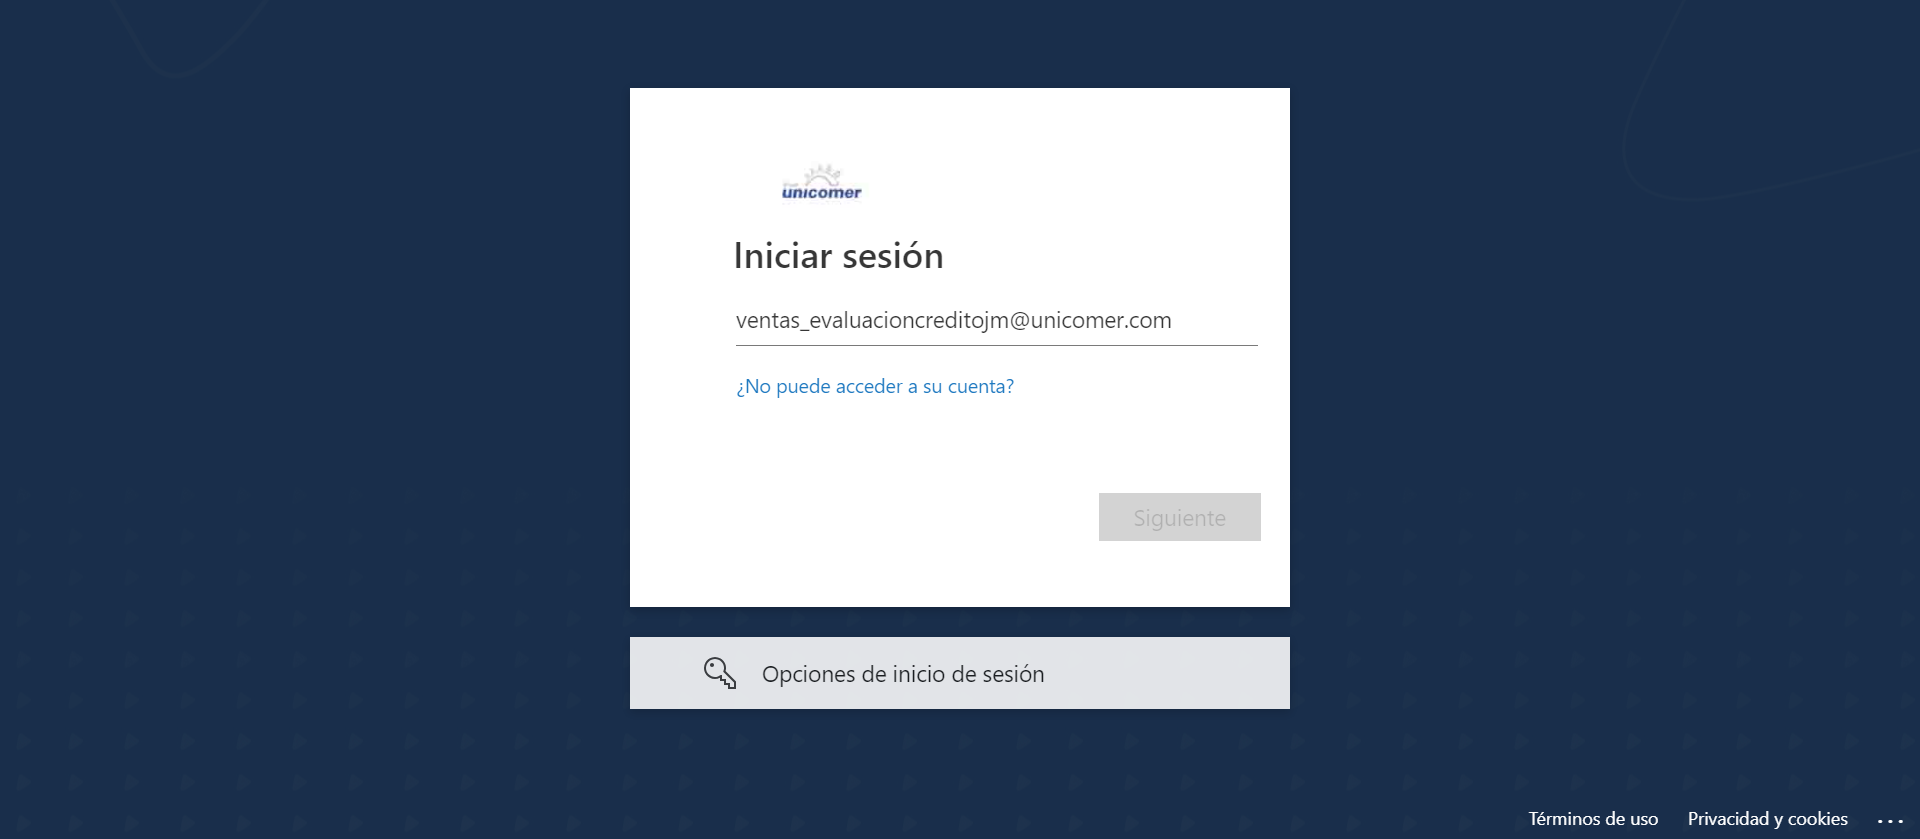 unicomer
Iniciar sesión
ventas_evaluacioncreditojm@unicomer.com
¿No puede acceder a su cuenta?
Siguiente
Opciones de inicio de sesión
Términos de uso Privacidad y cookies ...